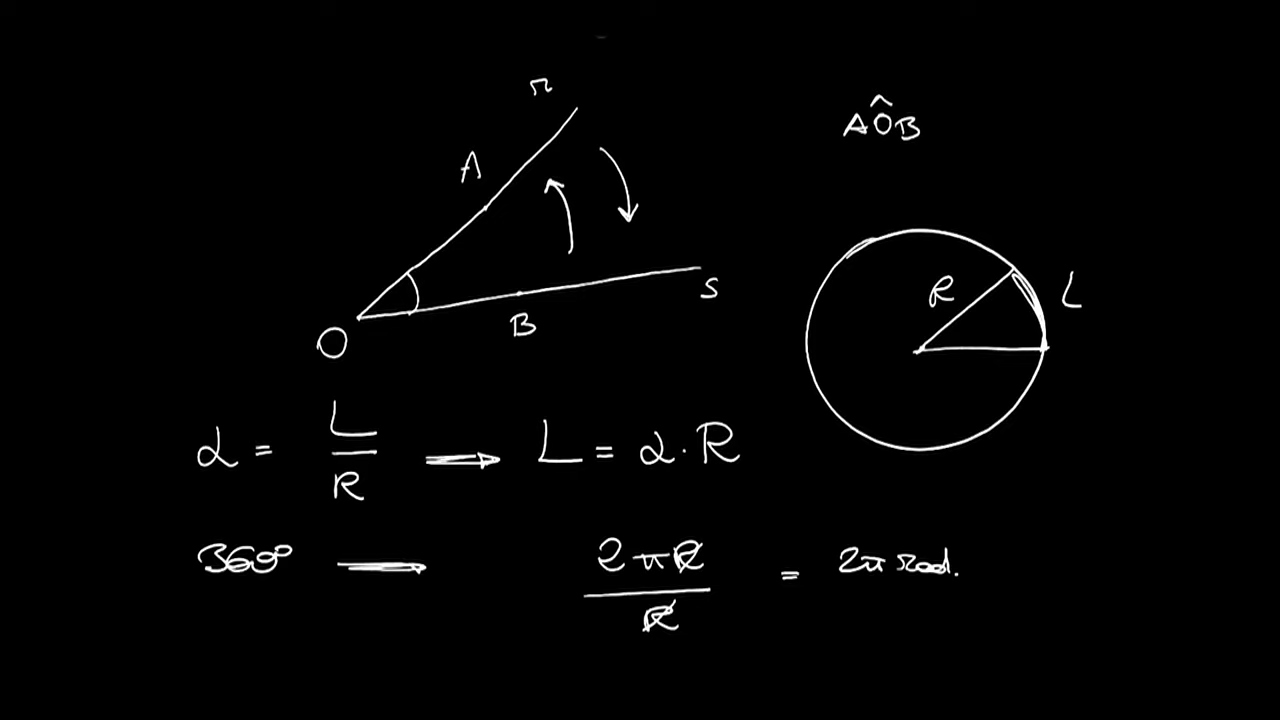 r
AÔB
A
R
L
S
B
O
α = L/R → L = α·R
360° → 2πR/R = 2π rad.